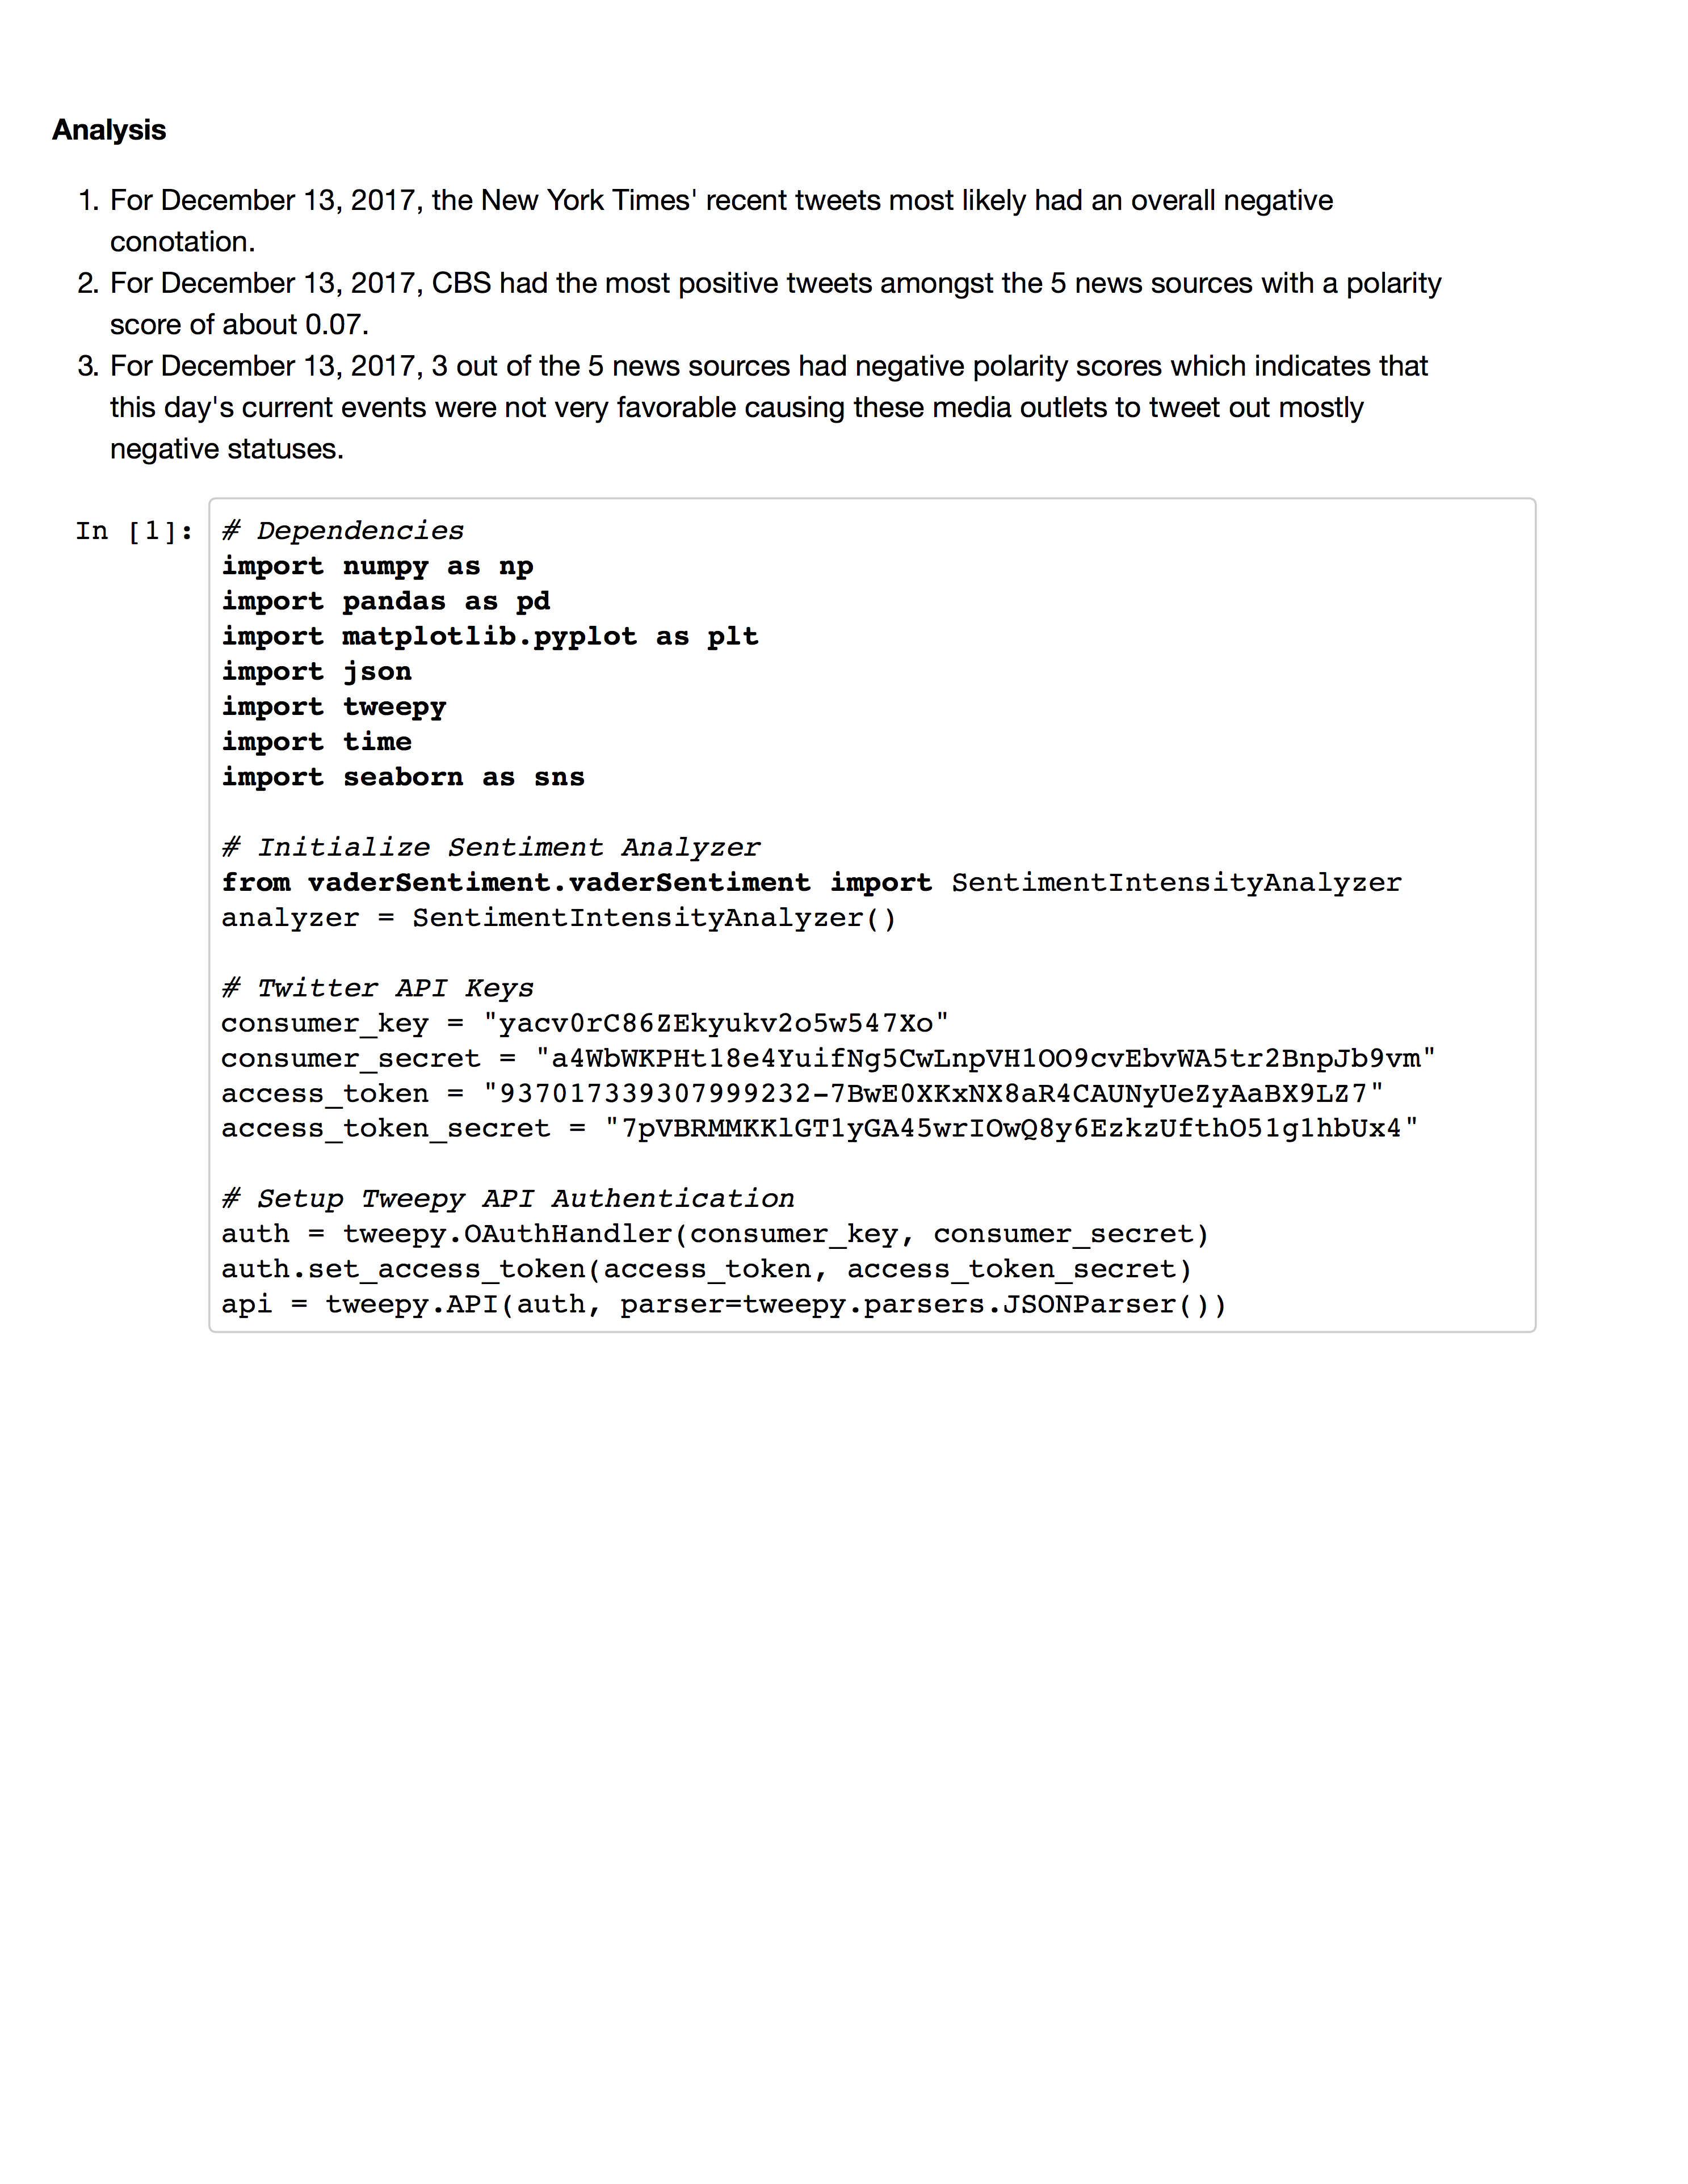 Analysis
1. For December 13, 2017, the New York Times' recent tweets most likely had an overall negative
conotation.
2. For December 13, 2017, CBS had the most positive tweets amongst the 5 news sources with a polarity
score of about 0.07.
3. For December 13, 2017, 3 out of the 5 news sources had negative polarity scores which indicates that
this day's current events were not very favorable causing these media outlets to tweet out mostly
negative statuses.
In [1]: # Dependencies
import numpy as np
import pandas as pd
import matplotlib.pyplot as plt
import json
import tweepy
import time
import seaborn as sns
# Initialize Sentiment Analyzer
from vaderSentiment.vaderSentiment import SentimentIntensityAnalyzer
analyzer = SentimentIntensityAnalyzer()
# Twitter API Keys
consumer_key = "yacv0rC86ZEkyukv2o5w547Xo"
consumer_secret = "a4WbWKPHt18e4YuifNg5CwLnpVH1OO9cvEbvWA5tr2BnpJb9vm"
access_token = "937017339307999232-7BwE0XKxNX8aR4CAUNyUeZyAaBX9LZ7"
access_token_secret = "7pVBRMMKKlGT1yGA45wrIOwQ8y6EzkzUfthO51g1hbUx4"
# Setup Tweepy API Authentication
auth = tweepy.OAuthHandler(consumer_key, consumer_secret)
auth.set_access_token(access_token, access_token_secret)
api = tweepy.API(auth, parser=tweepy.parsers.JSONParser())